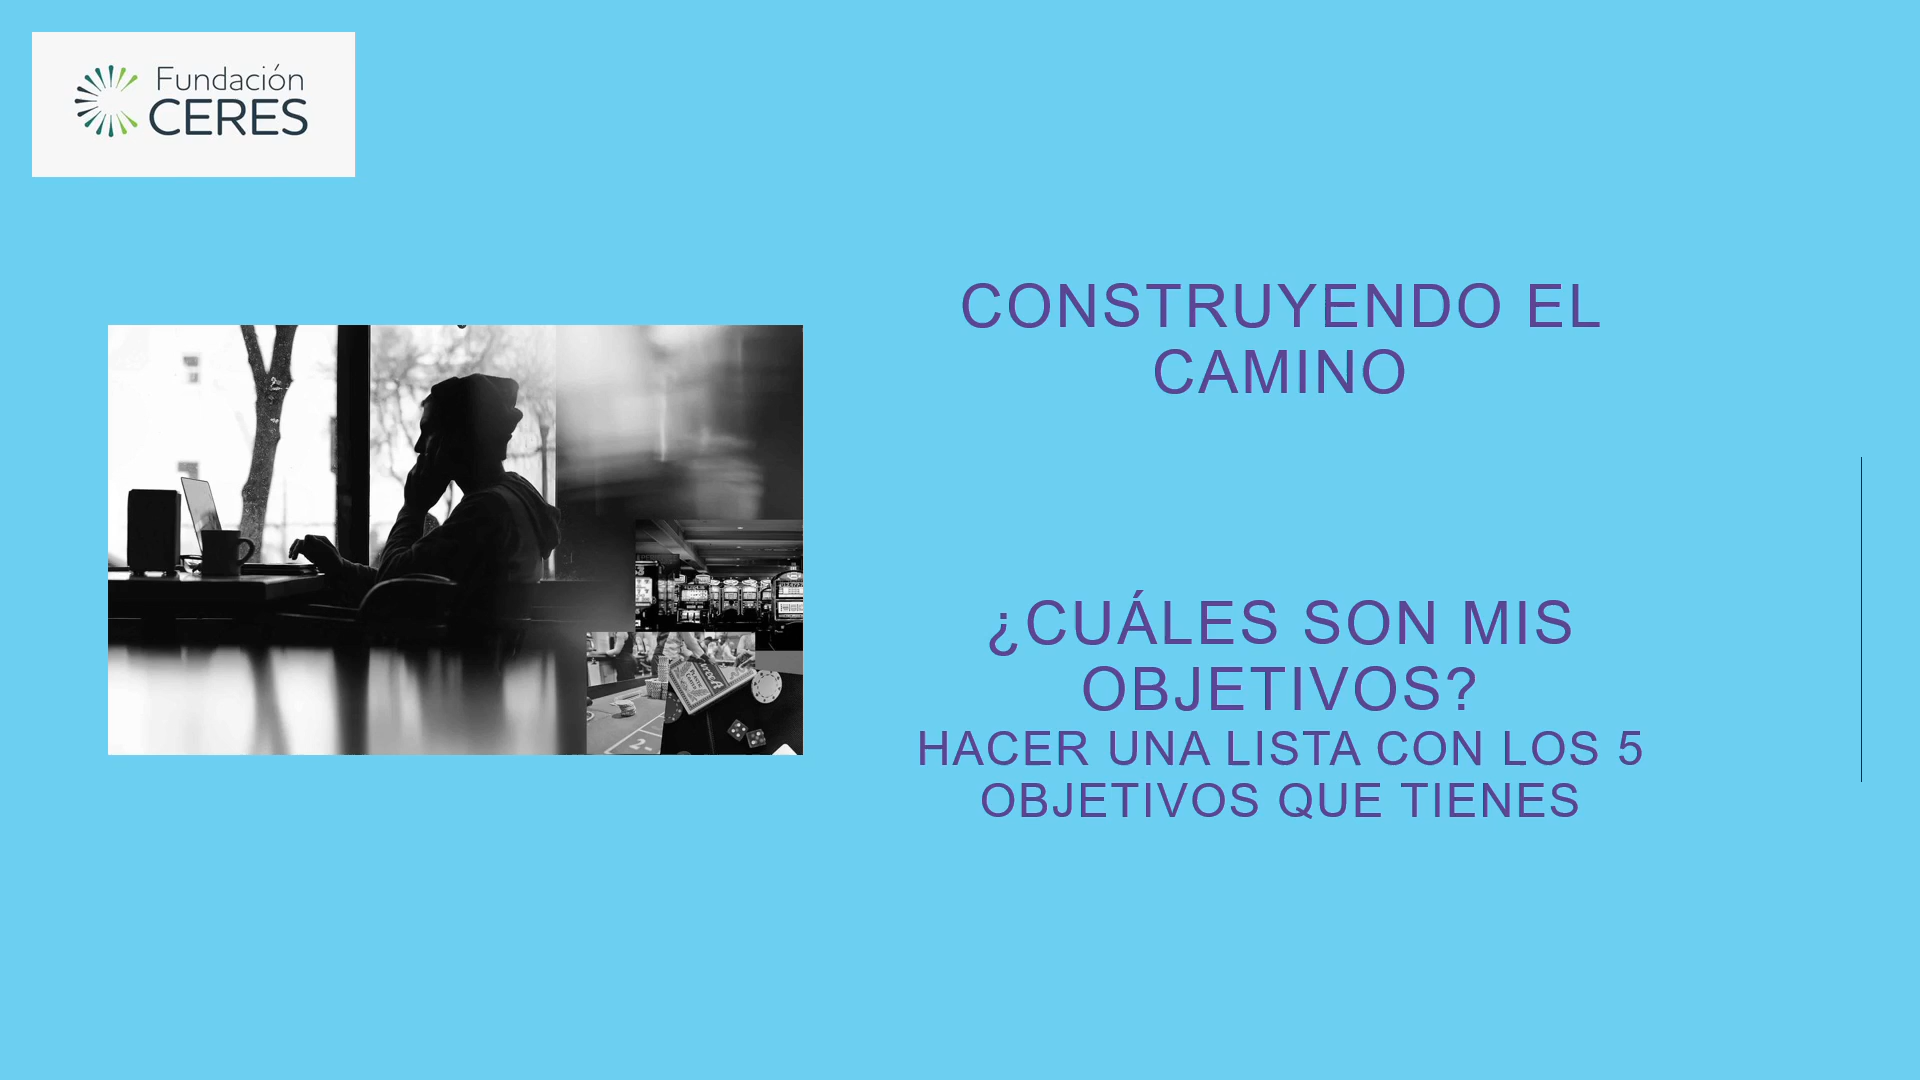 Fundación
CERES
CONSTRUYENDO EL
CAMINO
¿CUÁLES SON MIS
OBJETIVOS?
HACER UNA LISTA CON LOS 5
OBJETIVOS QUE TIENES